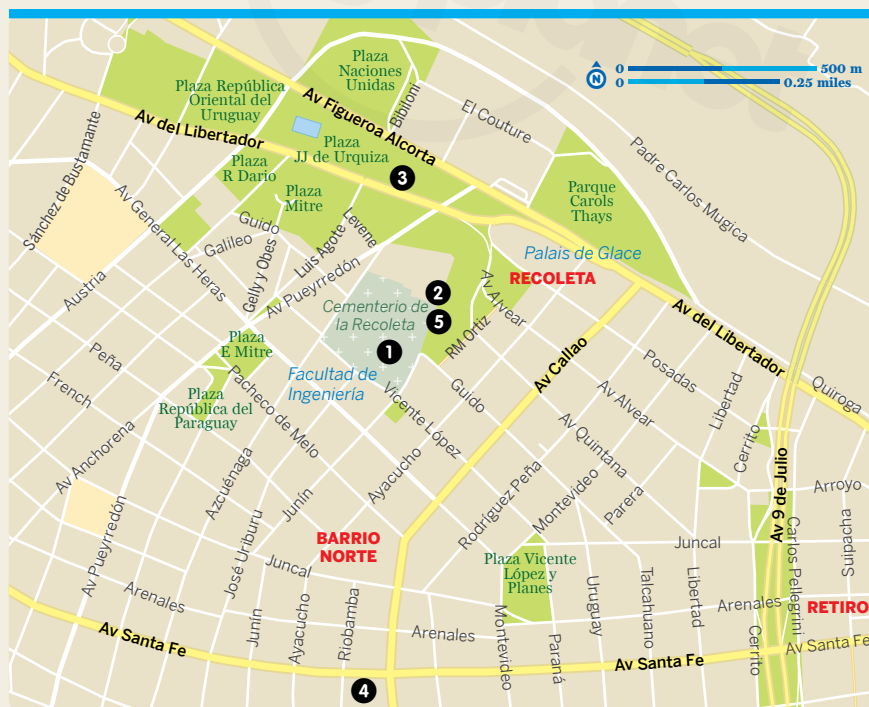 Plaza
Naciones
Unidas
0 500 m
0 0.25 miles
N
Plaza República
Oriental del
Uruguay
Bibiloni
El Couture
Av Figueroa Alcorta
Av del Libertador
Plaza
JJ de Urquiza
Padre Carlos Mugica
Sánchez de Bustamante
Plaza
R Dario
3
Parque
Carols
Thays
Plaza
Mitre
Av General Las Heras
Guido
Galileo
Levene
Luis Agote
Gelly y Obes
Palais de Glace
RECOLETA
Austria
Av Pueyrredón
2
Av Alvear
Cementerio de
la Recoleta
5
RM Ortiz
1
Av del Libertador
Plaza
E Mitre
Peña
French
Facultad de
Ingeniería
Av Callao
Posadas
Quiroga
Plaza
República del
Paraguay
Pacheco de Melo
Vicente López
Guido
Av Alvear
Libertad
Cerrito
Av Anchorena
Azcuénaga
Junín
Ayacucho
Av Quintana
Rodríguez Peña
Montevideo
Parera
Av 9 de Julio
Arroyo
Av Pueyrredón
José Uriburu
BARRIO
NORTE
Juncal
Juncal
Plaza Vicente
López y
Planes
Carlos Pellegrini
Suipacha
Arenales
Uruguay
Talcahuano
Libertad
Arenales
RETIRO
Av Santa Fe
Junín
Ayacucho
Riobamba
Arenales
Montevideo
Paraná
Av Santa Fe
Cerrito
Av Santa Fe
4